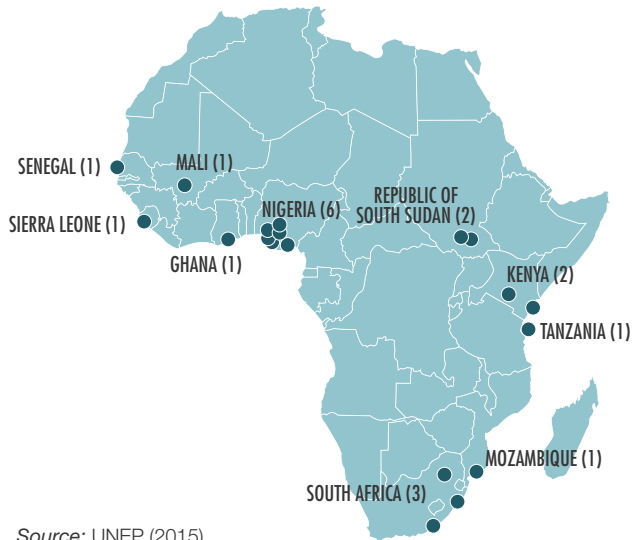 SENEGAL (1)
MALI (1)
NIGERIA (6)
REPUBLIC OF
SOUTH SUDAN (2)
SIERRA LEONE (1)
GHANA (1)
KENYA (2)
TANZANIA (1)
MOZAMBIQUE (1)
SOUTH AFRICA (3)
Source: UNEP (2015)